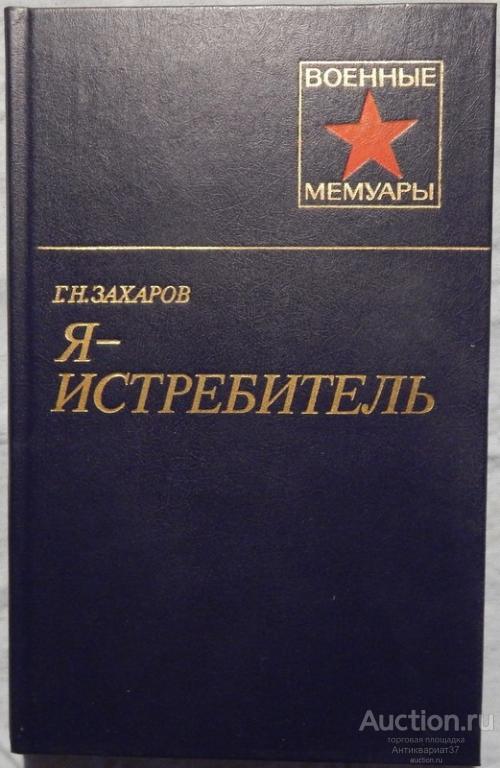 ВОЕННЫЕ
МЕМУАРЫ
Г.Н.ЗАХАРОВ
Я–
ИСТРЕБИТЕЛЬ
Auction.ru
торговая площадка
Антиквариат37
auction.ru